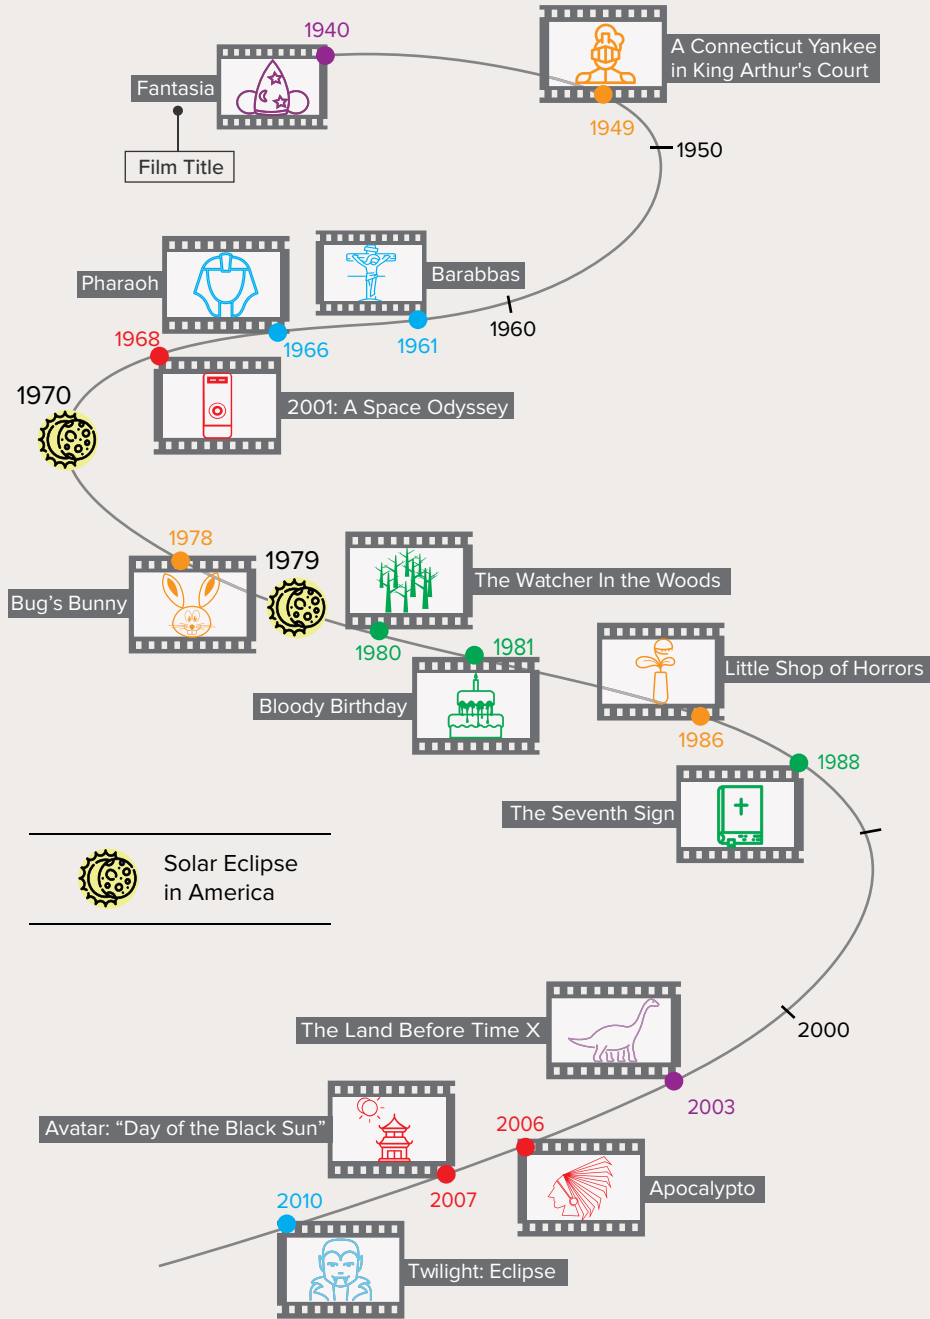 1940
Fantasia
Film Title
A Connecticut Yankee
in King Arthur's Court
1949
1950
Pharaoh
Barabbas
1960
1961
1966
1968
2001: A Space Odyssey
1970
1978
Bug's Bunny
1979
The Watcher In the Woods
1980
1981
Bloody Birthday
Little Shop of Horrors
1986
1988
The Seventh Sign
Solar Eclipse
in America
2000
The Land Before Time X
2003
Avatar: “Day of the Black Sun”
2006
2007
Apocalypto
2010
Twilight: Eclipse